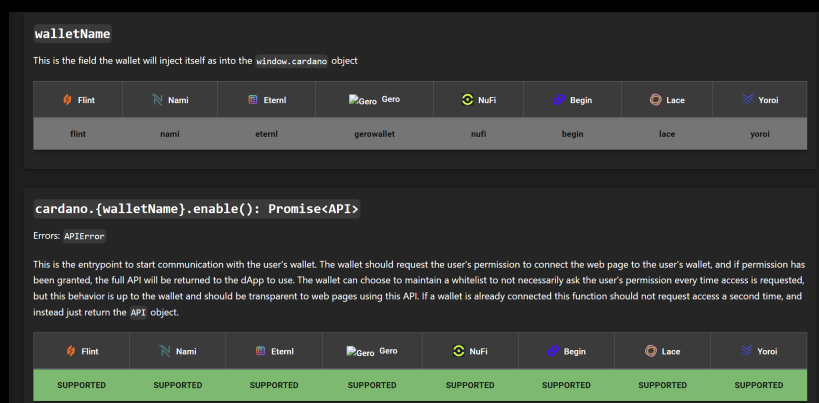 walletName
This is the field the wallet will inject itself as into the window.cardano object
Flint Nami Eternl Gero Gero NuFi Begin Lace Yoroi
flint nami eternl gerowallet nufi begin lace yoroi
cardano.{walletName}.enable(): Promise<API>
Errors: APIError
This is the entrypoint to start communication with the user's wallet. The wallet should request the user's permission to connect the web page to the user's wallet, and if permission has
been granted, the full API will be returned to the dApp to use. The wallet can choose to maintain a whitelist to not necessarily ask the user's permission every time access is requested,
but this behavior is up to the wallet and should be transparent to web pages using this API. If a wallet is already connected this function should not request access a second time, and
instead just return the API object.
Flint Nami Eternl Gero Gero NuFi Begin Lace Yoroi
SUPPORTED SUPPORTED SUPPORTED SUPPORTED SUPPORTED SUPPORTED SUPPORTED SUPPORTED